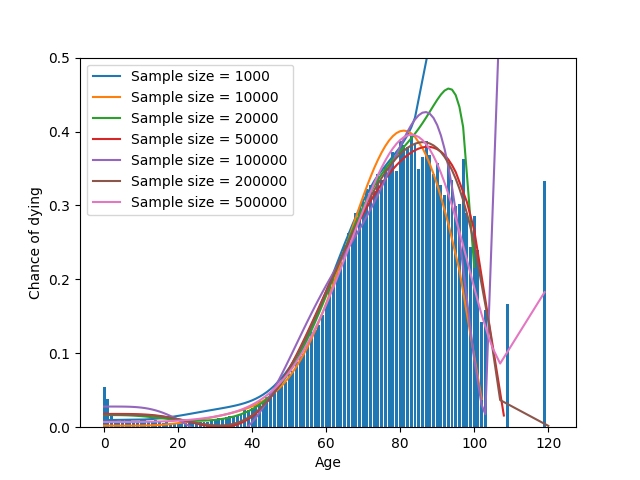 Sample size = 1000
Sample size = 10000
Sample size = 20000
Sample size = 50000
Sample size = 100000
Sample size = 200000
Sample size = 500000
0.5
0.4
0.3
0.2
0.1
0.0
Chance of dying
0 20 40 60 80 100 120
Age